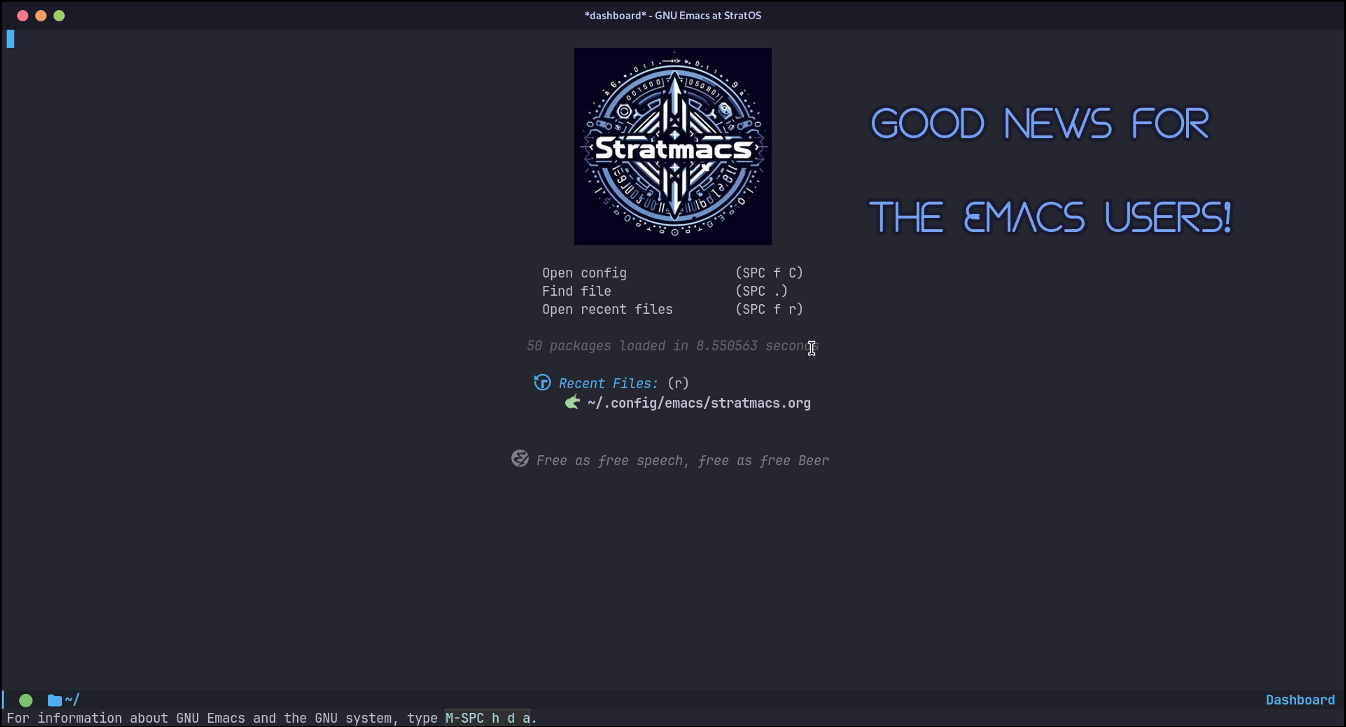 *dashboard* - GNU Emacs at StratOS
Stratmacs
GOOD NEWS FOR
THE EMACS USERS!
Open config (SPC f C)
Find file (SPC .)
Open recent files (SPC f r)
50 packages loaded in 8.550563 seconds
Recent Files: (r)
~/.config/emacs/stratmacs.org
Free as free speech, free as free Beer
~/ Dashboard
For information about GNU Emacs and the GNU system, type M-SPC h d a.